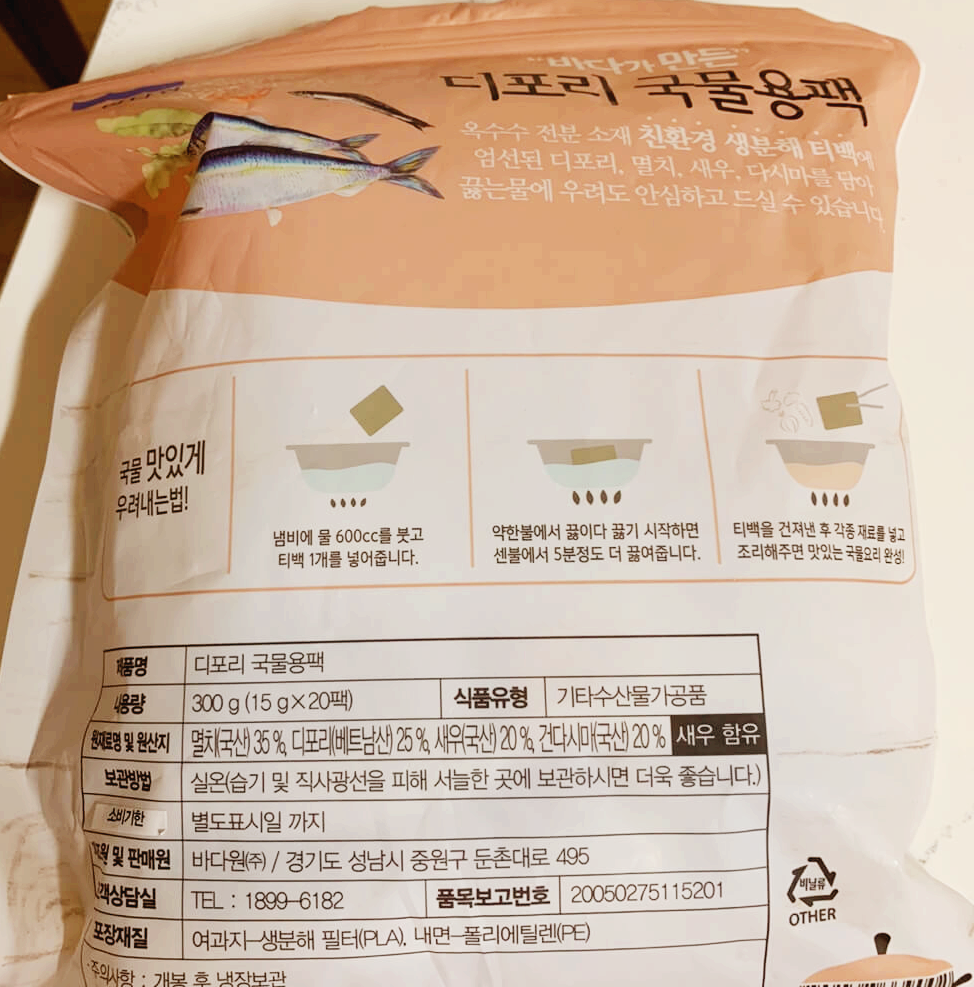 "바다가 만든"
디포리 국물용팩
옥수수 전분 소재 친환경 생분해 티백에
엄선된 디포리, 멸치, 새우, 다시마를 담아
끓는물에 우려도 안심하고 드실 수 있습니다.
국물 맛있게
우려내는법!
냄비에 물 600cc를 붓고
티백 1개를 넣어줍니다.
약한불에서 끓이다 끓기 시작하면
센불에서 5분정도 더 끓여줍니다.
티백을 건져낸 후 각종 재료를 넣고
조리해주면 맛있는 국물요리 완성!
제품명 디포리 국물용팩
내용량 300 g (15 g×20팩) 식품유형 기타수산물가공품
원재료명 및 원산지 멸치(국산) 35 %, 디포리(베트남산) 25 %, 새우(국산) 20 %, 건다시마(국산) 20 % 새우 함유
보관방법 실온(습기 및 직사광선을 피해 서늘한 곳에 보관하시면 더욱 좋습니다.)
소비기한 별도표시일 까지
및 판매원 바다원㈜ / 경기도 성남시 중원구 둔촌대로 495
고객상담실 TEL : 1899-6182 품목보고번호 20050275115201
포장재질 여과지-생분해 필터(PLA), 내면-폴리에틸렌(PE)
·주의사항 : 개봉 후 냉장보관
비닐류
OTHER